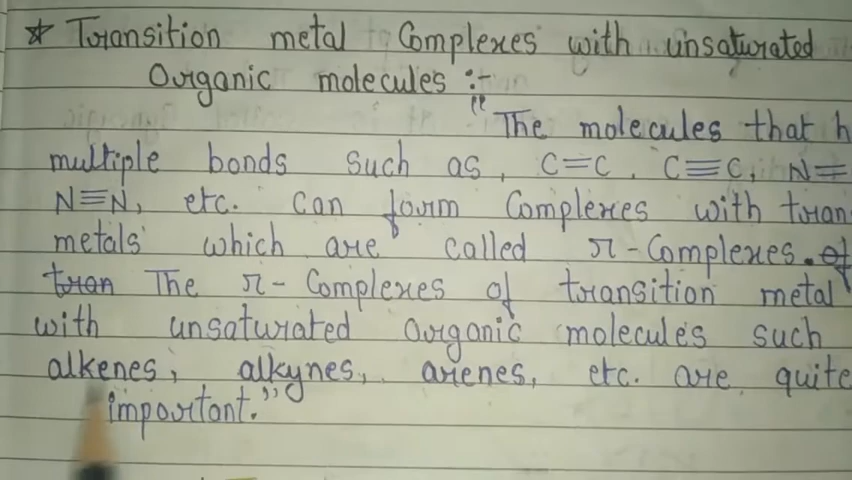 * Transition metal Complexes with unsaturated
Organic molecules :-
"The molecules that h
multiple bonds such as, C=C, C≡C, N=
N≡N, etc. can form Complexes with tran
metals which are called π-Complexes. of
tran The π-Complexes of transition metal
with unsaturated organic molecules such
alkenes, alkynes, arenes, etc. are quite
important."